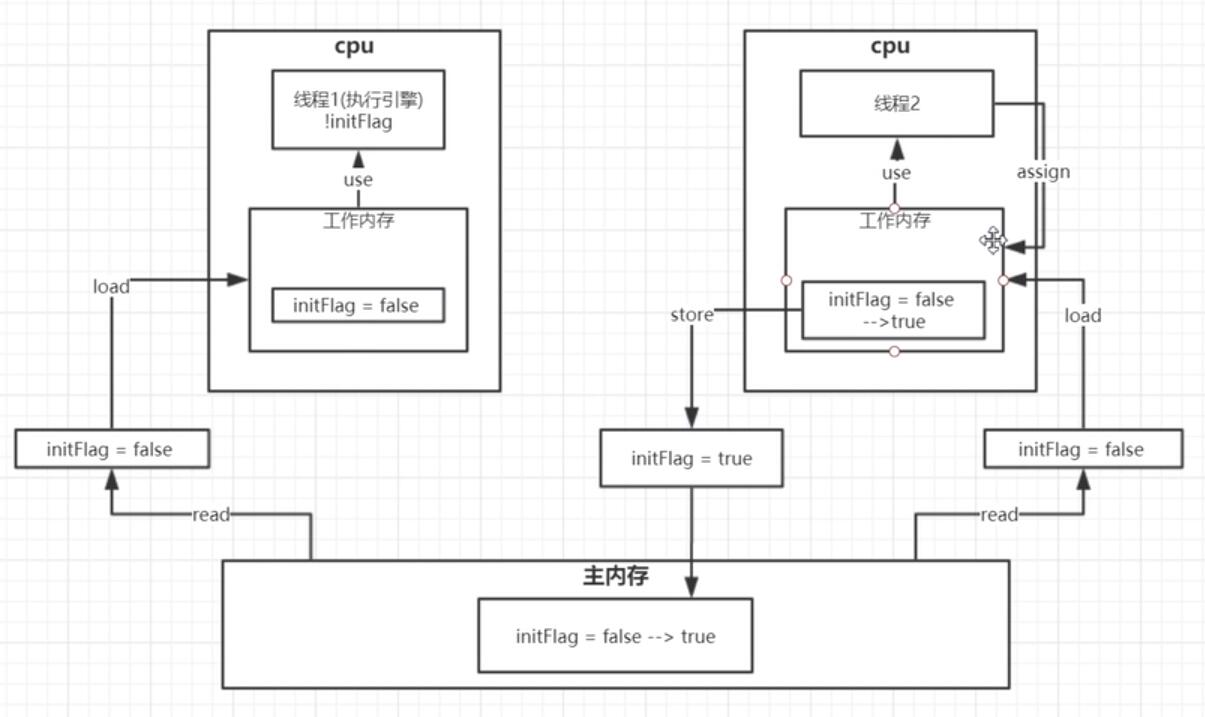 cpu
线程1(执行引擎)
!initFlag
use
工作内存
initFlag = false
load
initFlag = false
read
cpu
线程2
use
assign
工作内存
initFlag = false
-->true
store
load
initFlag = true
initFlag = false
read
主内存
initFlag = false --> true